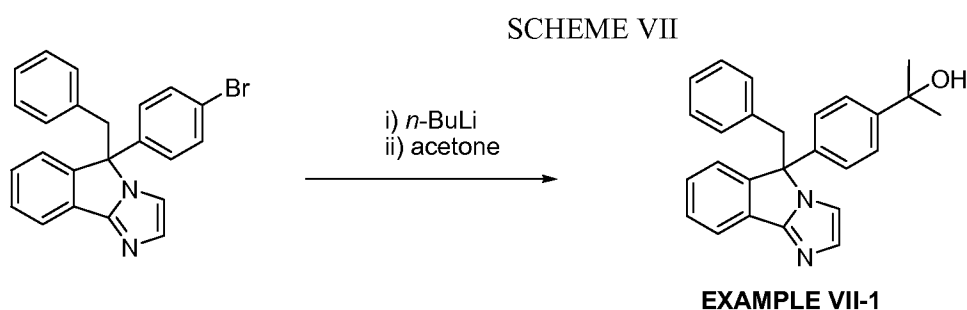 SCHEME VII
Br
i) n-BuLi
ii) acetone
N
N
OH
N
N
EXAMPLE VII-1